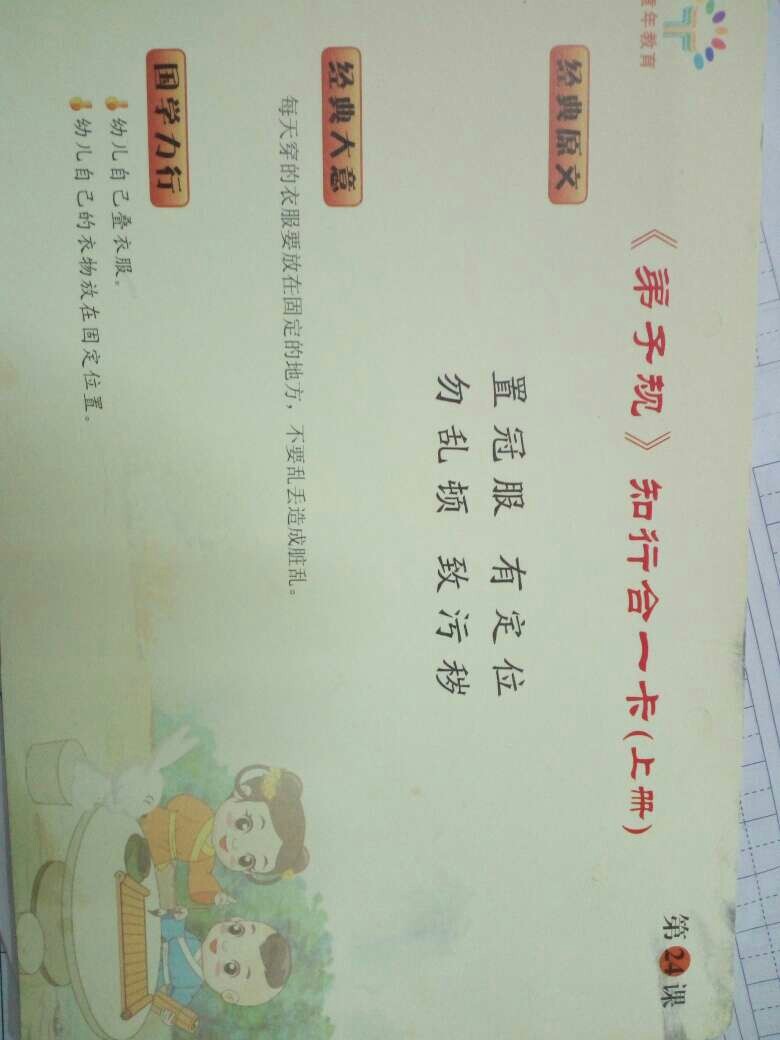 年教育
《弟子规》知行合一卡(上册)
第24课
经典原文
置冠服 有定位
勿乱顿 致污秽
经典大意
每天穿的衣服要放在固定的地方，不要乱丢造成脏乱。
国学力行
幼儿自己叠衣服。
幼儿自己的衣物放在固定位置。